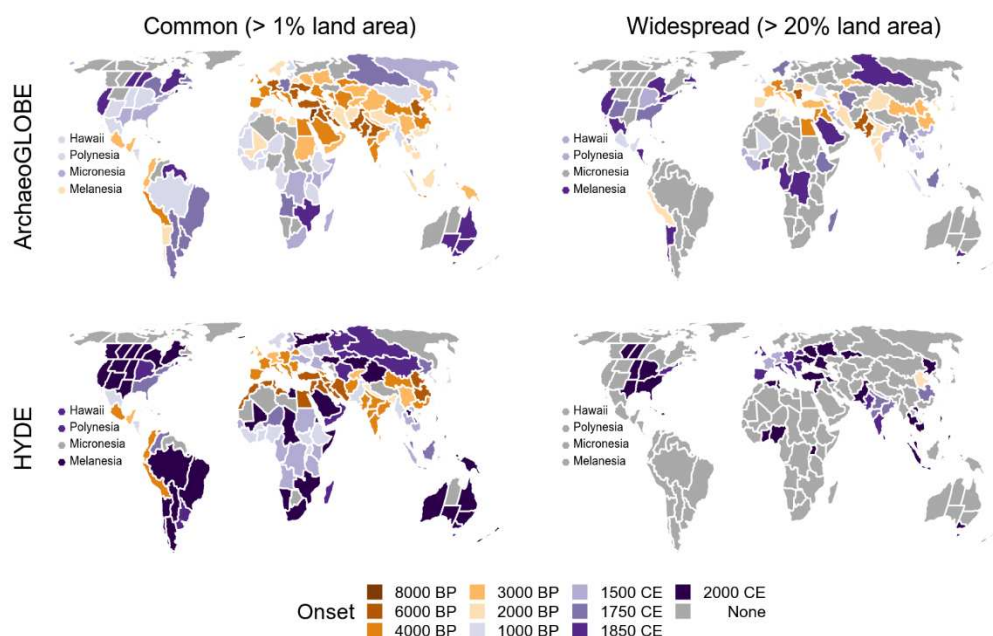 Common (> 1% land area)
Widespread (> 20% land area)
ArchaeoGLOBE
Hawaii
Polynesia
Micronesia
Melanesia
Hawaii
Polynesia
Micronesia
Melanesia
HYDE
Hawaii
Polynesia
Micronesia
Melanesia
Hawaii
Polynesia
Micronesia
Melanesia
Onset
8000 BP 3000 BP 1500 CE 2000 CE
6000 BP 2000 BP 1750 CE None
4000 BP 1000 BP 1850 CE